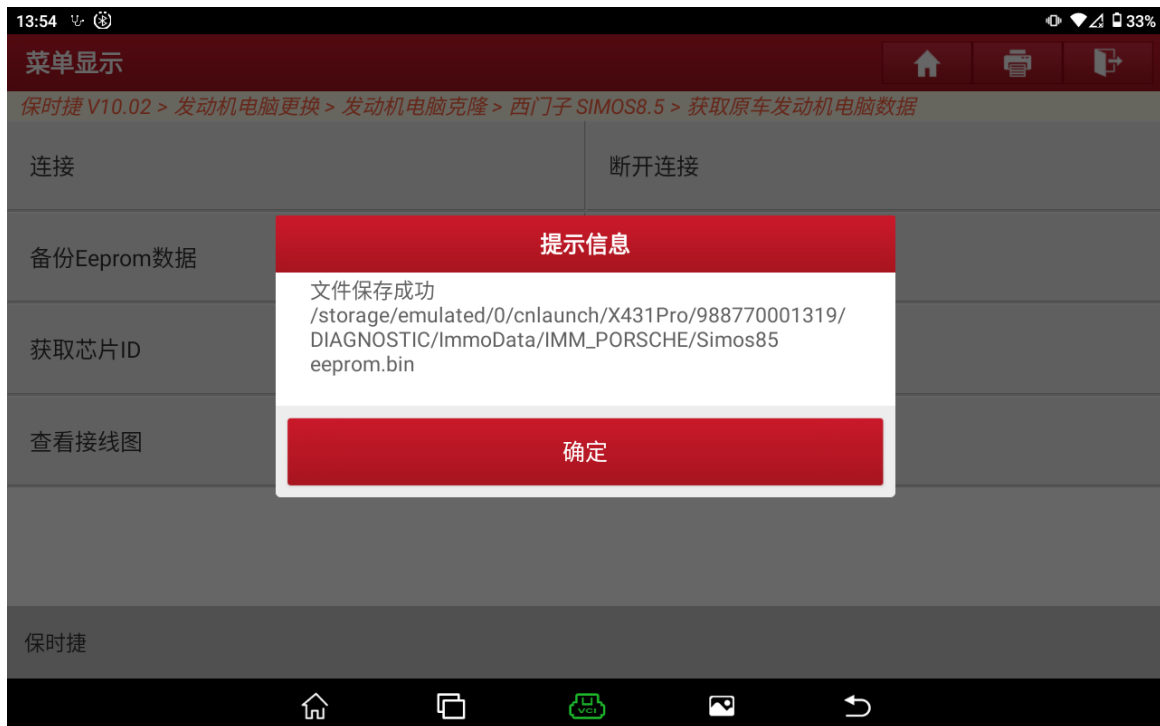 13:54
33%
菜单显示
保时捷 V10.02 > 发动机电脑更换 > 发动机电脑克隆 > 西门子 SIMOS8.5 > 获取原车发动机电脑数据
连接
断开连接
备份Eeprom数据
提示信息
文件保存成功
/storage/emulated/0/cnlaunch/X431Pro/988770001319/
DIAGNOSTIC/ImmoData/IMM_PORSCHE/Simos85
eeprom.bin
获取芯片ID
查看接线图
确定
保时捷
VCI